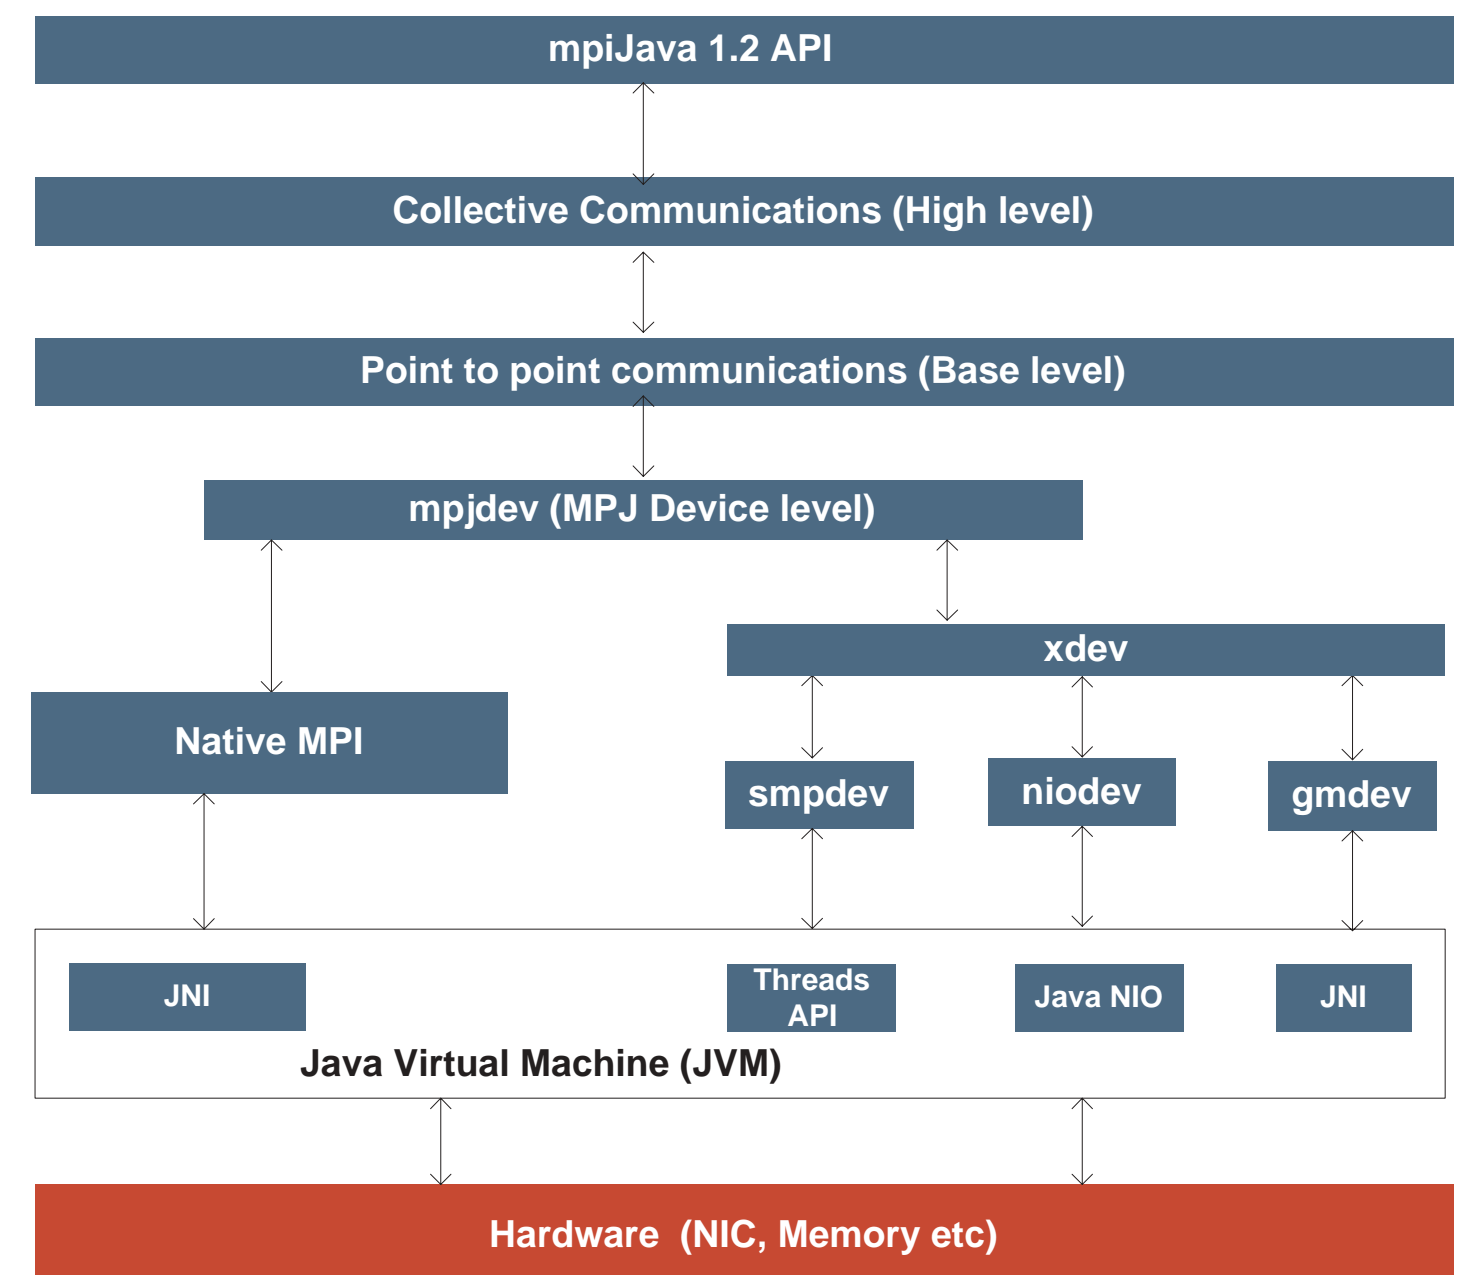 mpiJava 1.2 API
Collective Communications (High level)
Point to point communications (Base level)
mpjdev (MPJ Device level)
xdev
Native MPI
smpdev
niodev
gmdev
JNI
Threads
API
Java NIO
JNI
Java Virtual Machine (JVM)
Hardware (NIC, Memory etc)